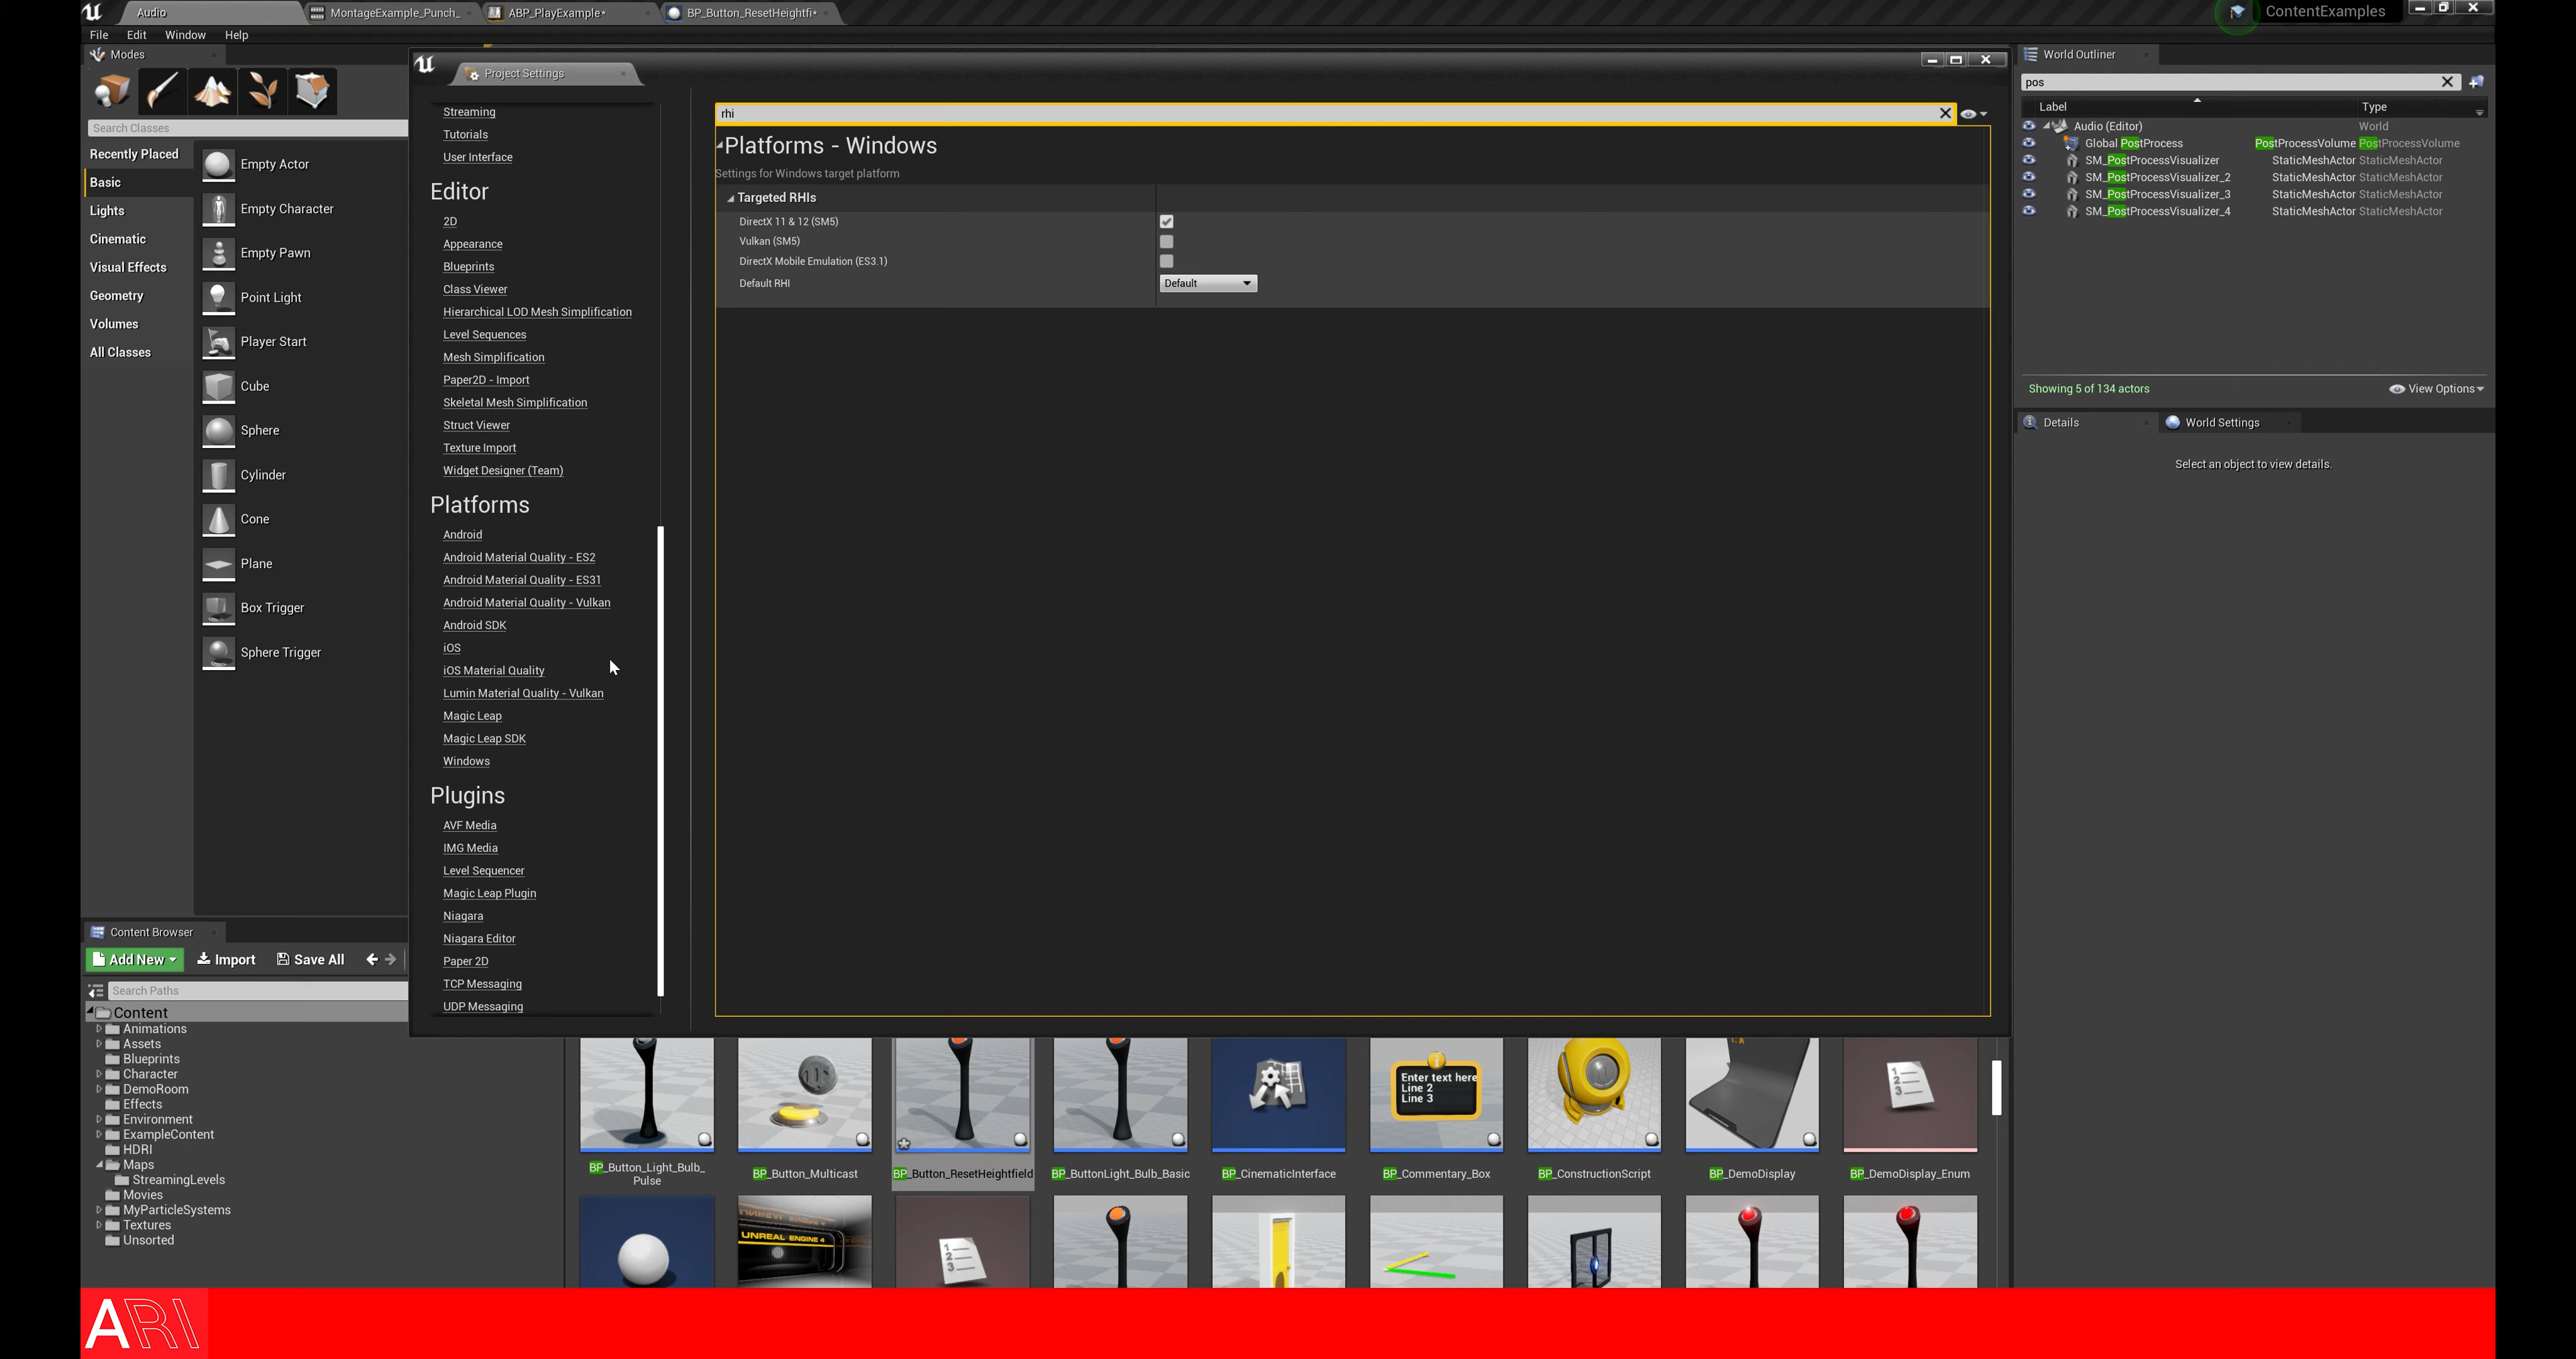 Audio
MontageExample_Punch_
ABP_PlayExample*
BP_Button_ResetHeightfi*
ContentExamples
File Edit Window Help
Modes
Search Classes
Recently Placed
Basic
Lights
Cinematic
Visual Effects
Geometry
Volumes
All Classes
Empty Actor
Empty Character
Empty Pawn
Point Light
Player Start
Cube
Sphere
Cylinder
Cone
Plane
Box Trigger
Sphere Trigger
Project Settings
Streaming
Tutorials
User Interface
Editor
2D
Appearance
Blueprints
Class Viewer
Hierarchical LOD Mesh Simplification
Level Sequences
Mesh Simplification
Paper2D - Import
Skeletal Mesh Simplification
Struct Viewer
Texture Import
Widget Designer (Team)
Platforms
Android
Android Material Quality - ES2
Android Material Quality - ES31
Android Material Quality - Vulkan
Android SDK
iOS
iOS Material Quality
Lumin Material Quality - Vulkan
Magic Leap
Magic Leap SDK
Windows
Plugins
AVF Media
IMG Media
Level Sequencer
Magic Leap Plugin
Niagara
Niagara Editor
Paper 2D
TCP Messaging
UDP Messaging
rhi
Platforms - Windows
Settings for Windows target platform
Targeted RHIs
DirectX 11 & 12 (SM5)
Vulkan (SM5)
DirectX Mobile Emulation (ES3.1)
Default RHI Default
World Outliner
pos
Label Type
Audio (Editor) World
Global PostProcess PostProcessVolume PostProcessVolume
SM_PostProcessVisualizer StaticMeshActor StaticMeshActor
SM_PostProcessVisualizer_2 StaticMeshActor StaticMeshActor
SM_PostProcessVisualizer_3 StaticMeshActor StaticMeshActor
SM_PostProcessVisualizer_4 StaticMeshActor StaticMeshActor
Showing 5 of 134 actors View Options
Details World Settings
Select an object to view details.
Content Browser
Add New Import Save All
Search Paths
Content
Animations
Assets
Blueprints
Character
DemoRoom
Effects
Environment
ExampleContent
HDRI
Maps
StreamingLevels
Movies
MyParticleSystems
Textures
Unsorted
Enter text here
Line 2
Line 3
BP_Button_Light_Bulb_
Pulse
BP_Button_Multicast
BP_Button_ResetHeightfield
BP_ButtonLight_Bulb_Basic
BP_CinematicInterface
BP_Commentary_Box
BP_ConstructionScript
BP_DemoDisplay
BP_DemoDisplay_Enum
UNREAL ENGINE 4
ARI